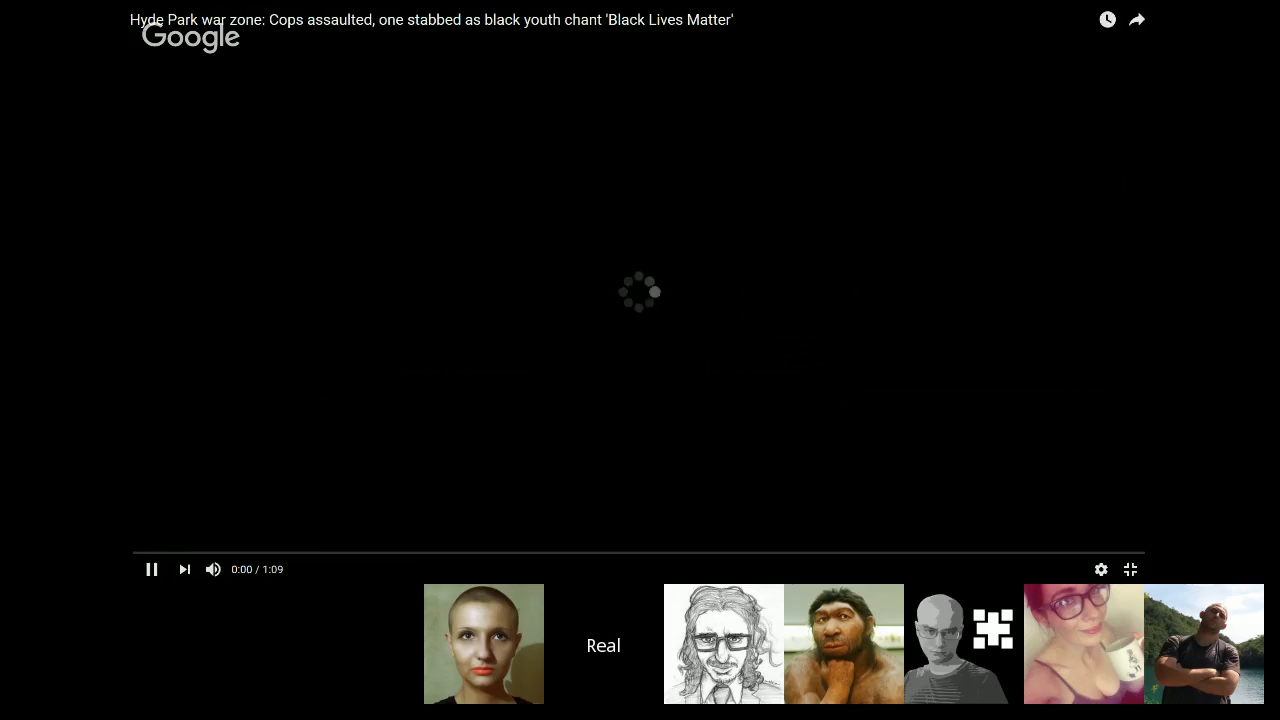 Hyde Park war zone: Cops assaulted, one stabbed as black youth chant 'Black Lives Matter'
Google
0:00 / 1:09
Real